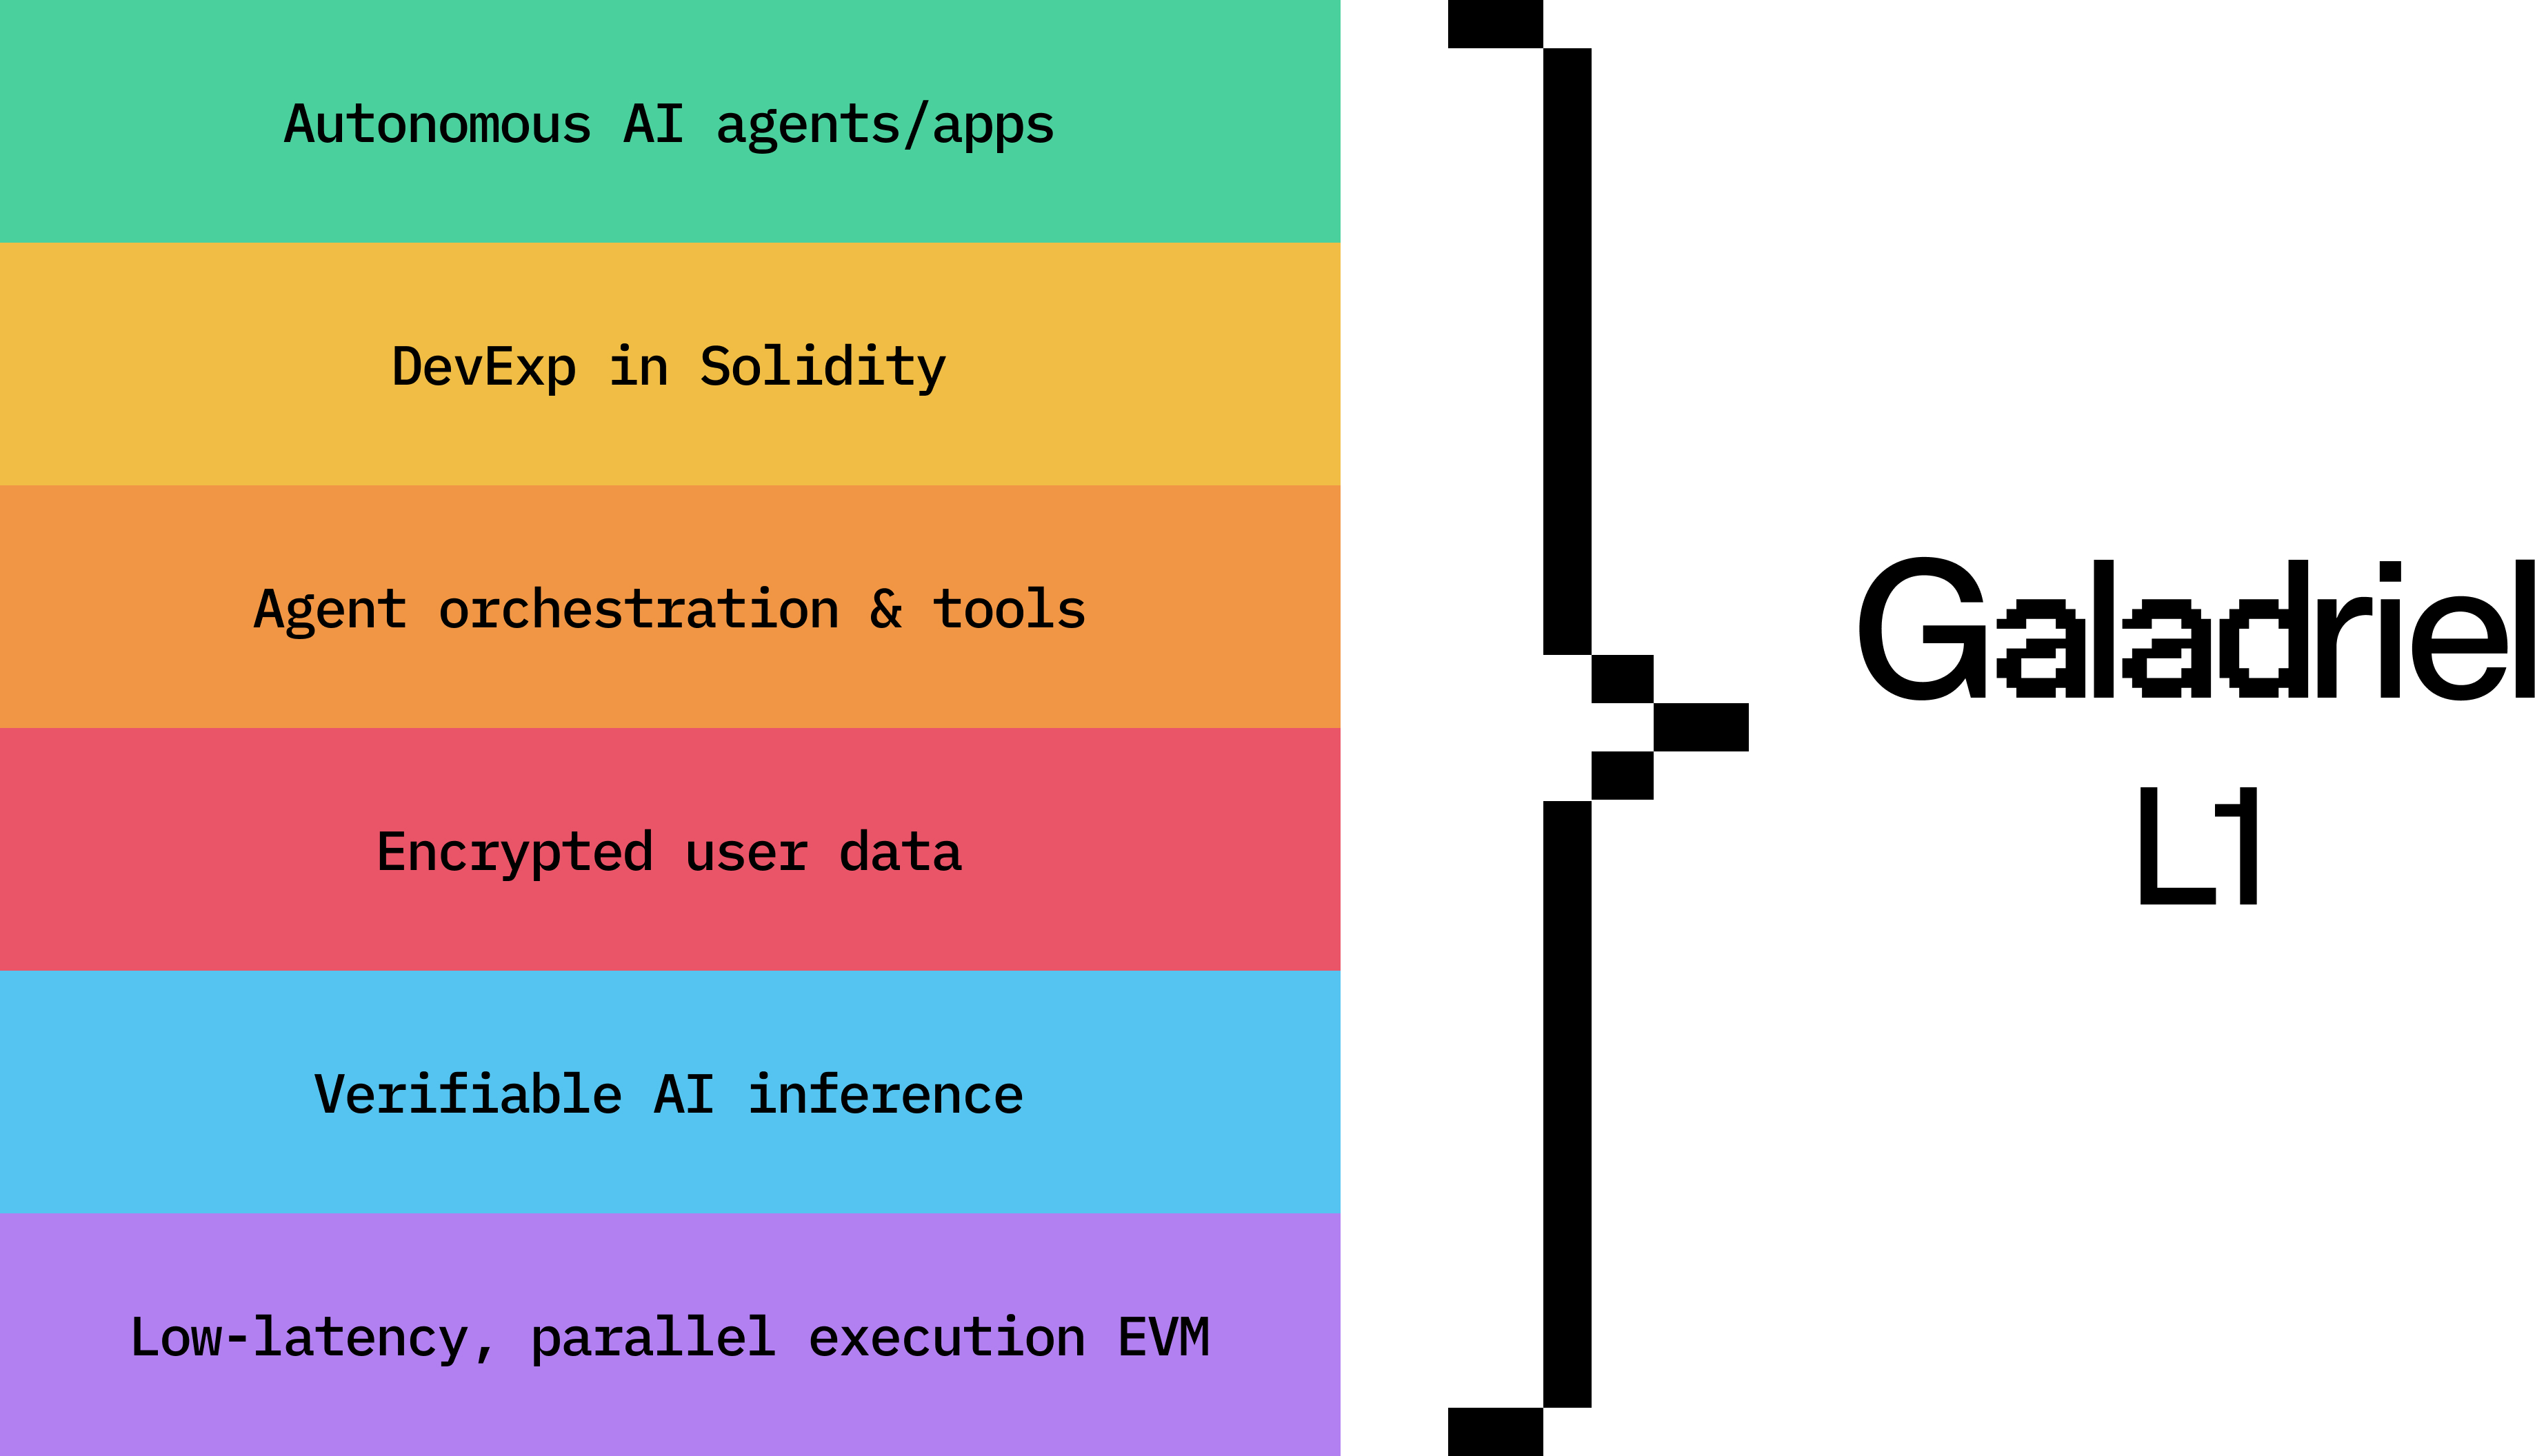 Autonomous AI agents/apps
DevExp in Solidity
Agent orchestration & tools
Encrypted user data
Verifiable AI inference
Low-latency, parallel execution EVM
Galadriel
L1